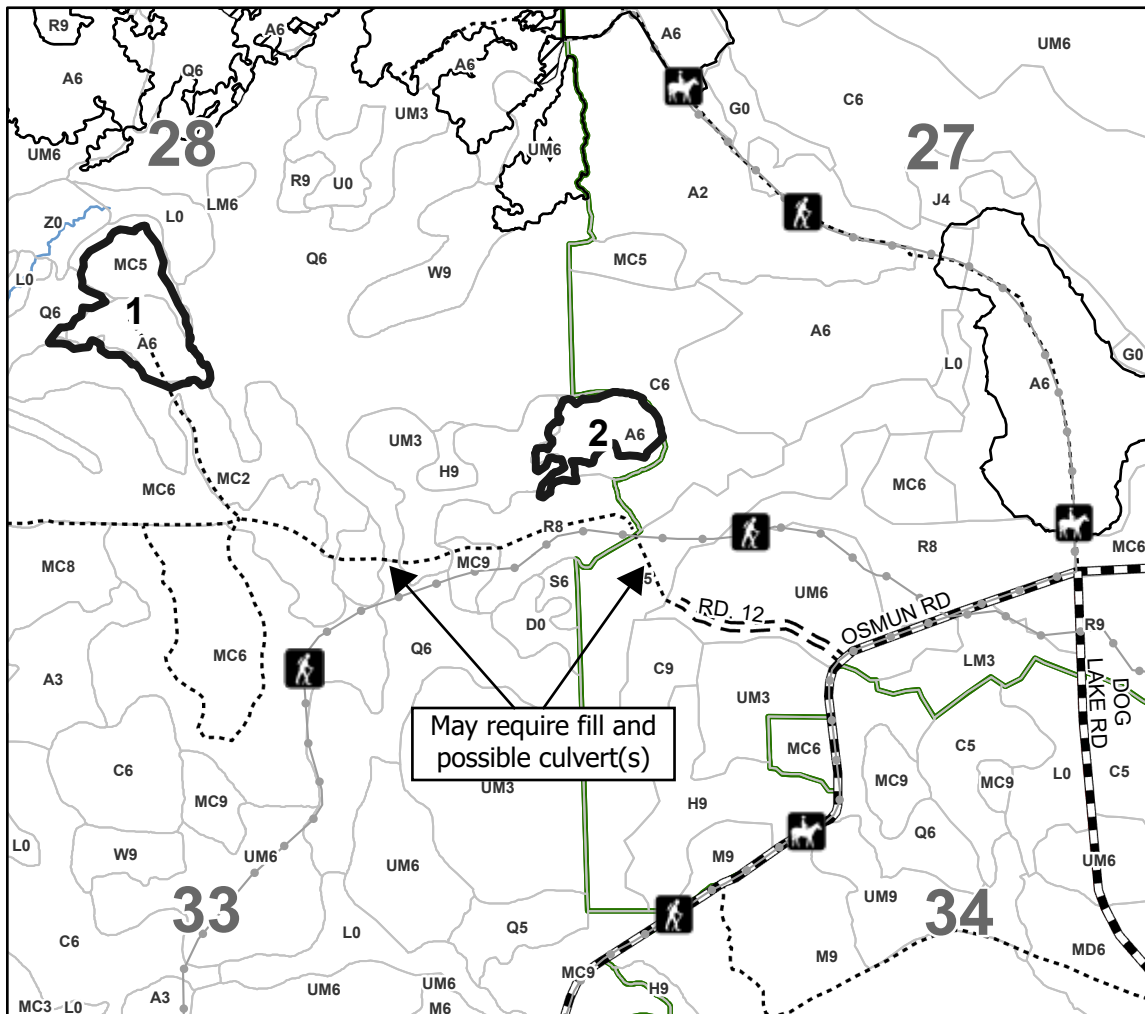 R9
A6
A6
UM6
A6
Q6
A6
C6
28
UM3
G0
27
UM6
UM6
R9
U0
A2
J4
LM6
L0
Z0
MC5
L0
Q6
W9
MC5
Q6
1
A6
A6
L0
G0
A6
C6
2
A6
UM3
H9
MC6
MC2
MC6
R8
R8
MC6
MC8
MC9
S6
5
UM6
D0
RD. 12
OSMUN RD
R9
MC6
Q6
C9
LM3
A3
UM3
DOG
LAKE RD
May require fill and
possible culvert(s)
MC6
C5
C6
MC9
UM3
MC9
MC9
L0
C5
H9
Q6
L0
W9
UM6
UM6
M9
UM6
33
UM9
34
C6
L0
Q5
M9
MD6
MC9
UM6
UM6
H9
MC3
L0
A3
M6